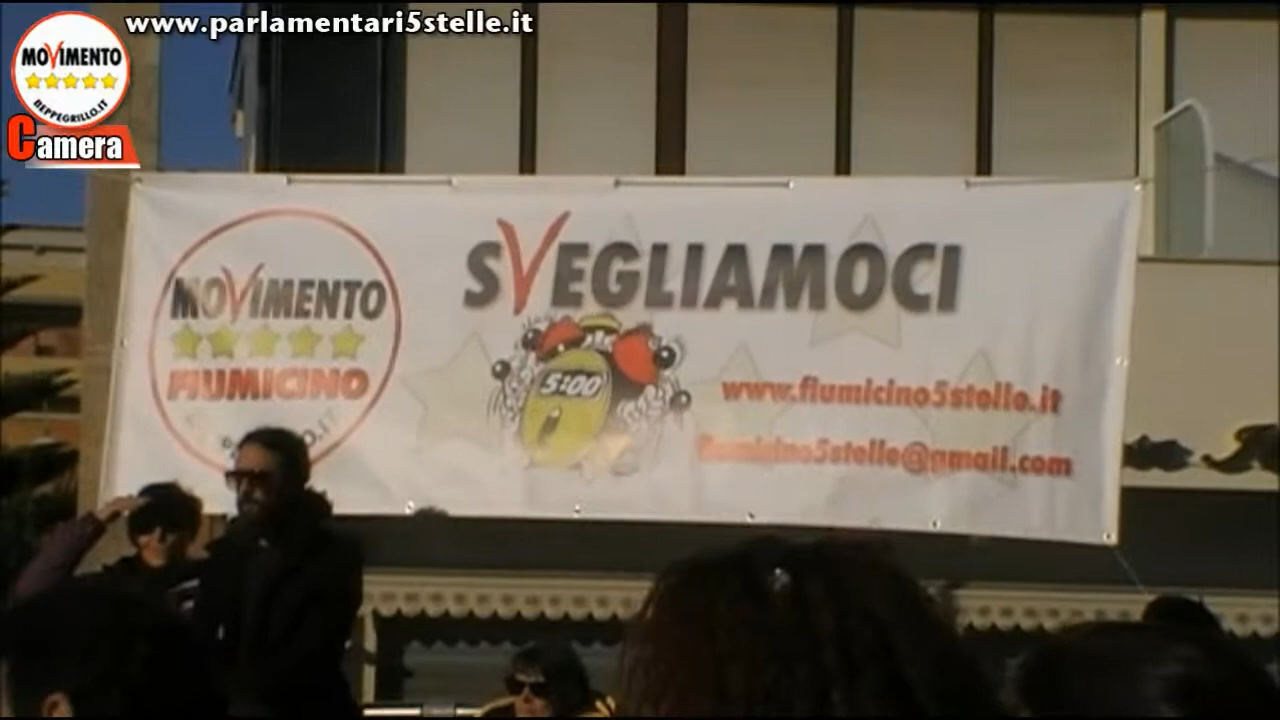 www.parlamentari5stelle.it
MOVIMENTO
BEPPEGRILLO.IT
Camera
MOVIMENTO
FIUMICINO
SVEGLIAMOCI
5:00
www.fiumicino5stelle.it
fiumicino5stelle@gmail.com